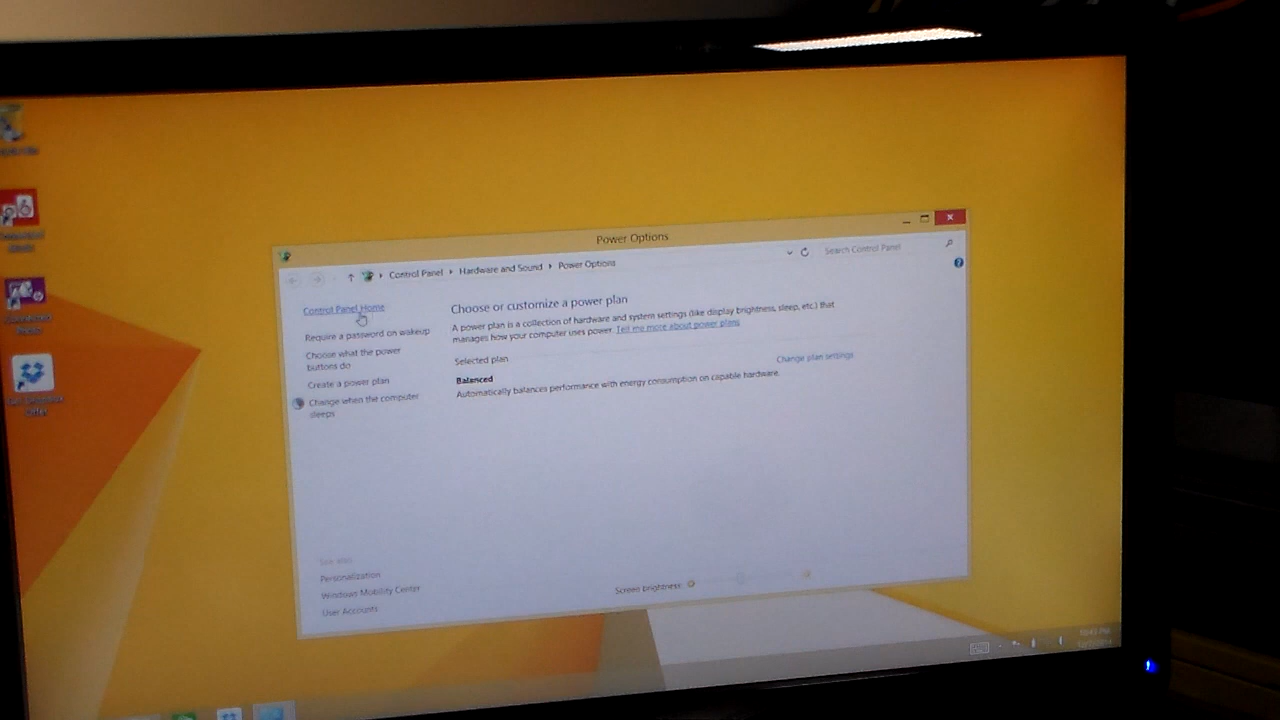 Power Options
Control Panel Hardware and Sound Power Options
Search Control Panel
Control Panel Home
Require a password on wakeup
Choose what the power
buttons do
Create a power plan
Change when the computer
sleeps
Choose or customize a power plan
A power plan is a collection of hardware and system settings (like display brightness, sleep, etc.) that
manages how your computer uses power. Tell me more about power plans
Selected plan
Change plan settings
Balanced
Automatically balances performance with energy consumption on capable hardware.
See also
Personalization
Windows Mobility Center
User Accounts
Screen brightness: